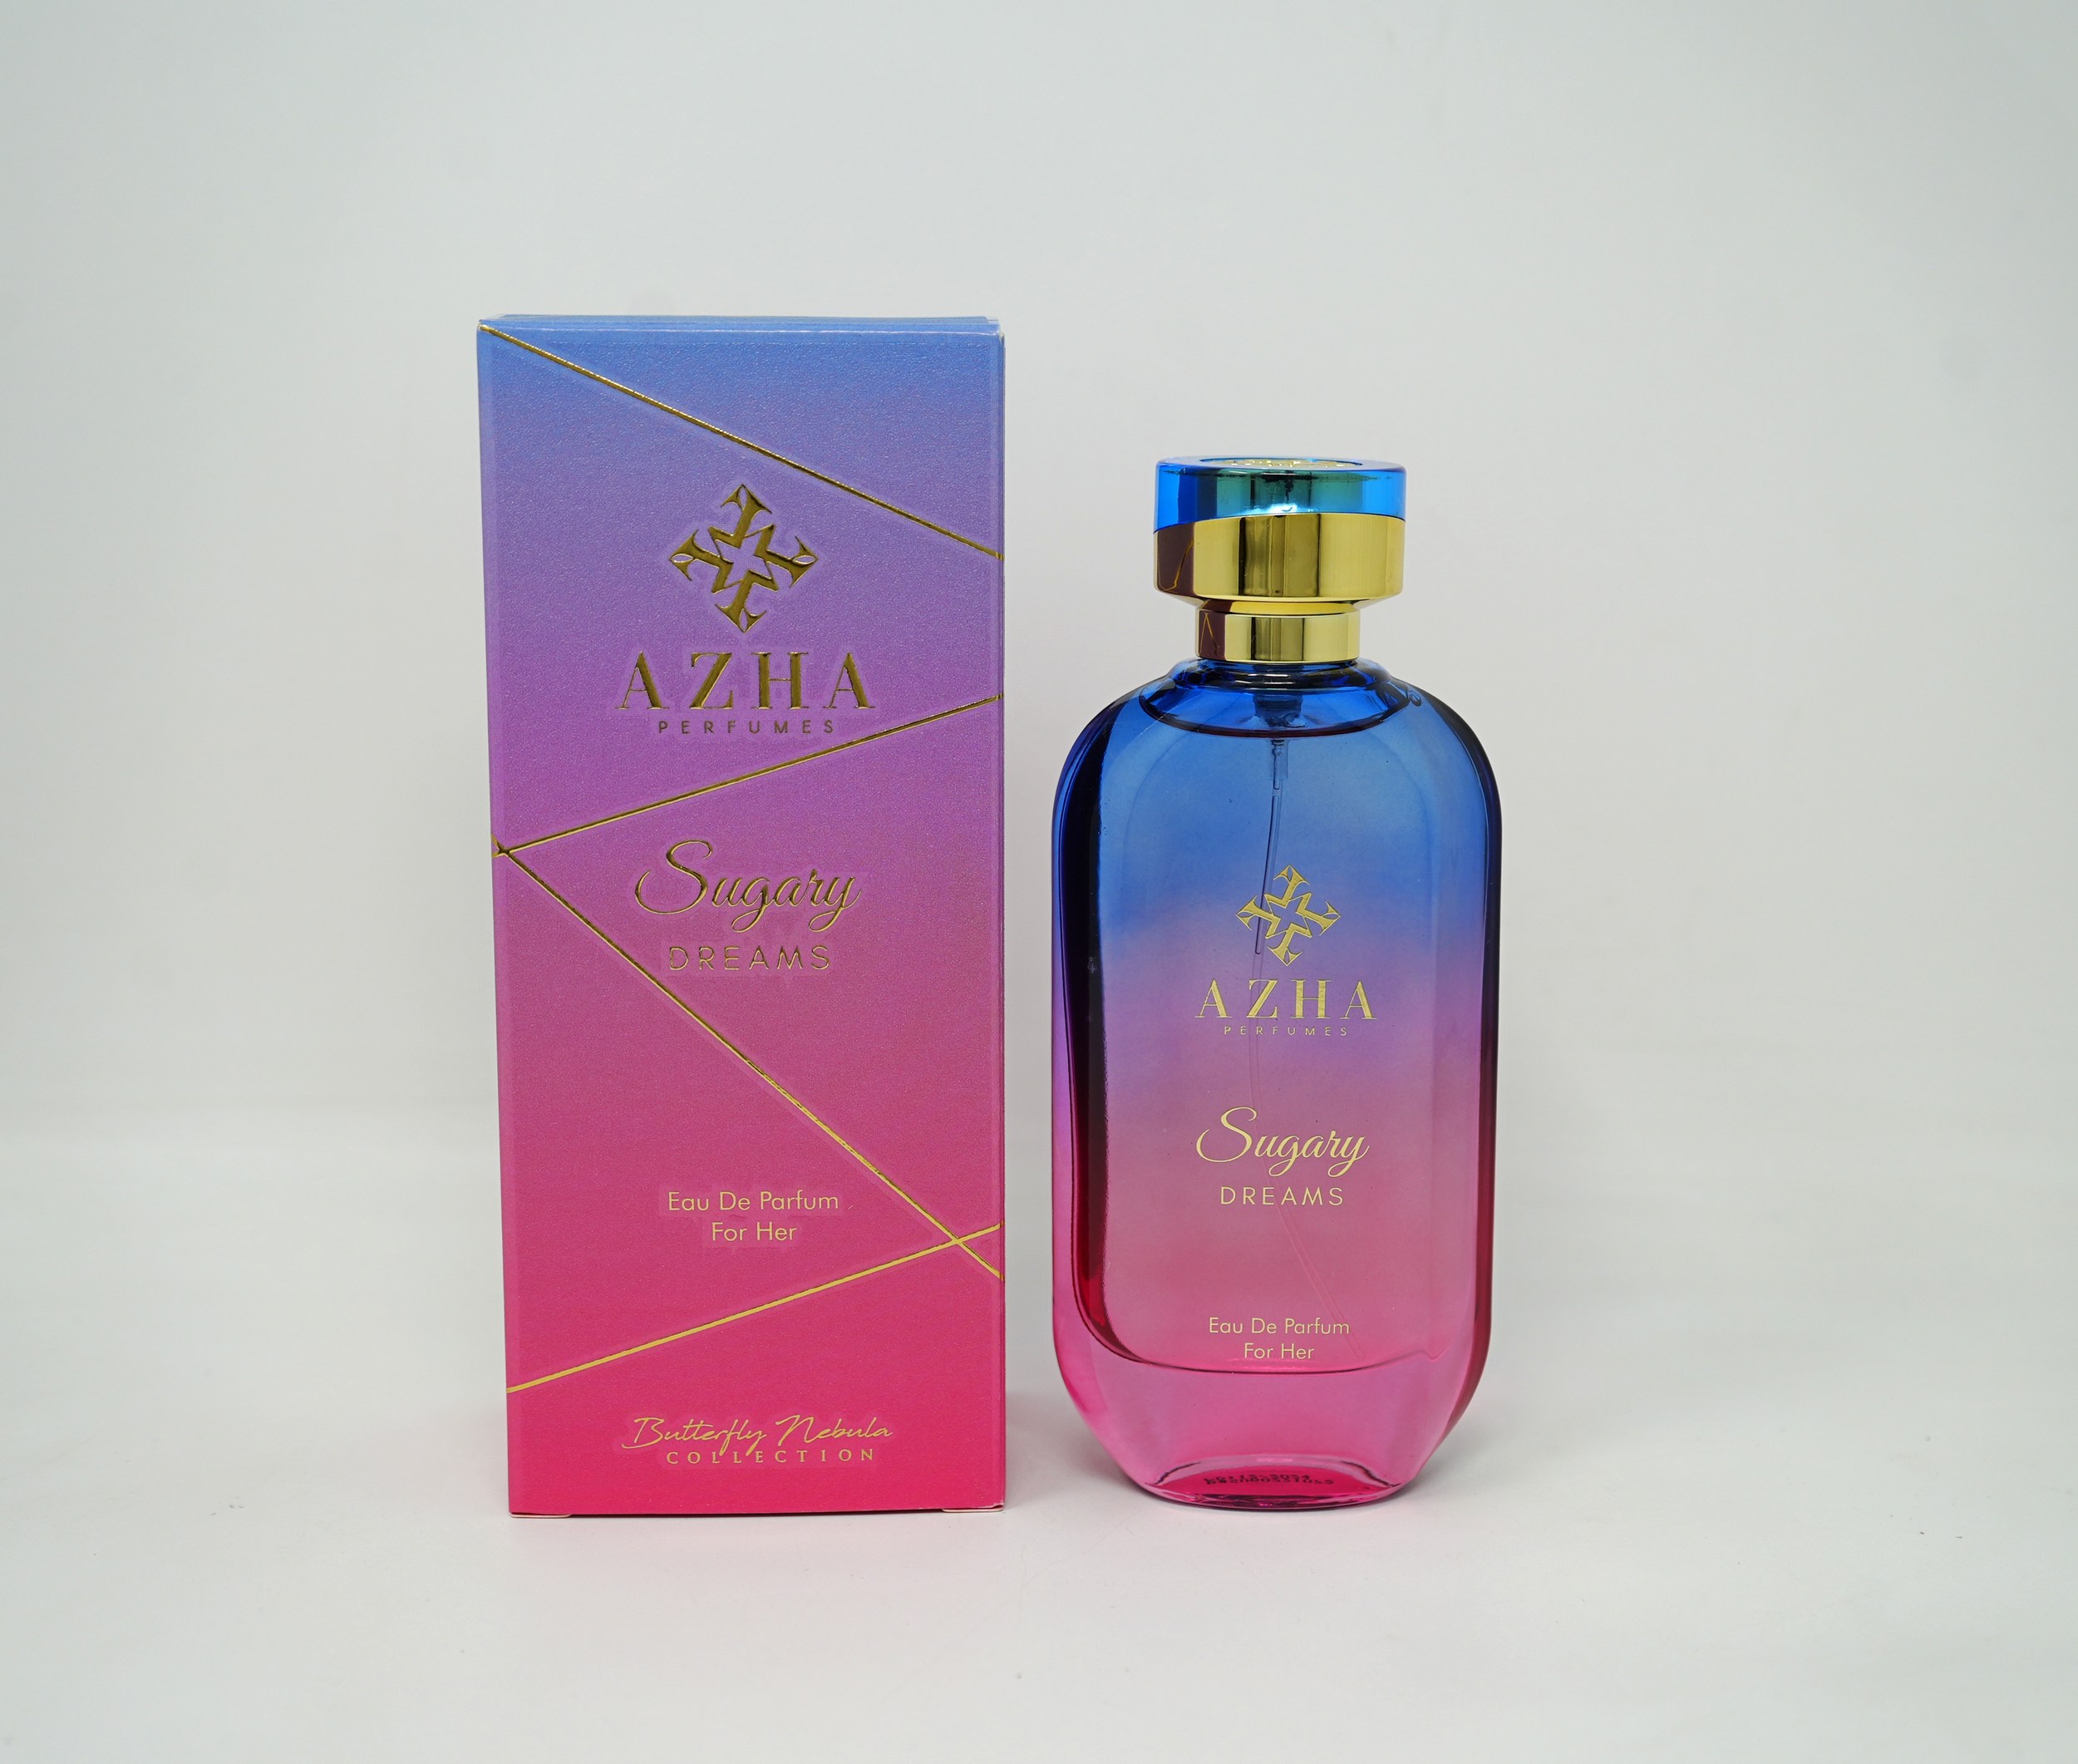 AZHA
PERFUMES
Sugary
DREAMS
Eau De Parfum
For Her
Butterfly Nebula
COLLECTION
AZHA
PERFUMES
Sugary
DREAMS
Eau De Parfum
For Her